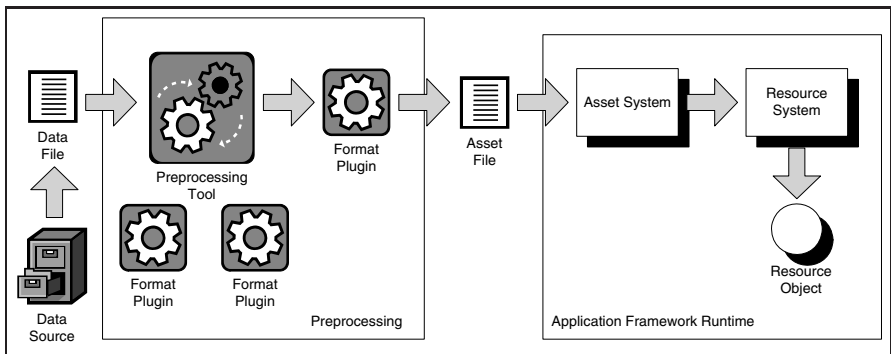 Data
File
Data
Source
Preprocessing
Tool
Format
Plugin
Format
Plugin
Format
Plugin
Preprocessing
Asset
File
Asset System
Resource
System
Resource
Object
Application Framework Runtime